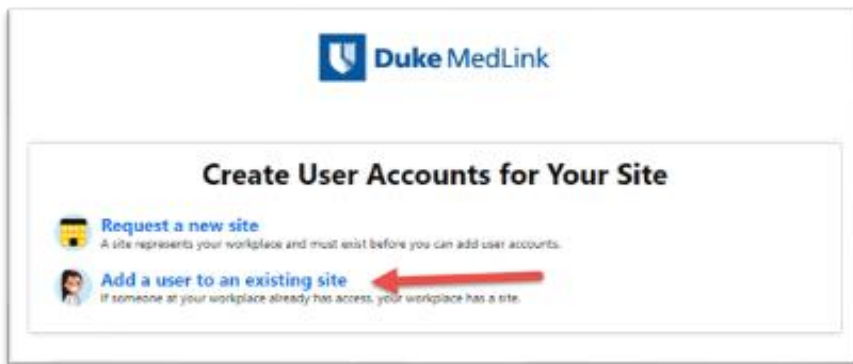 Duke MedLink
Create User Accounts for Your Site
Request a new site
A site represents your workplace and must exist before you can add user accounts.
Add a user to an existing site
If someone at your workplace already has access, your workplace has a site.